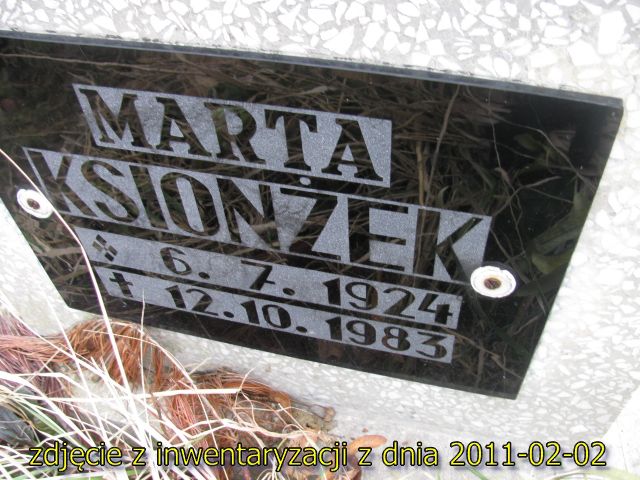 MARTA
KSIONŻEK
6. 7. 1924
✝ 12.10.1983
zdjęcie z inwentaryzacji z dnia 2011-02-02